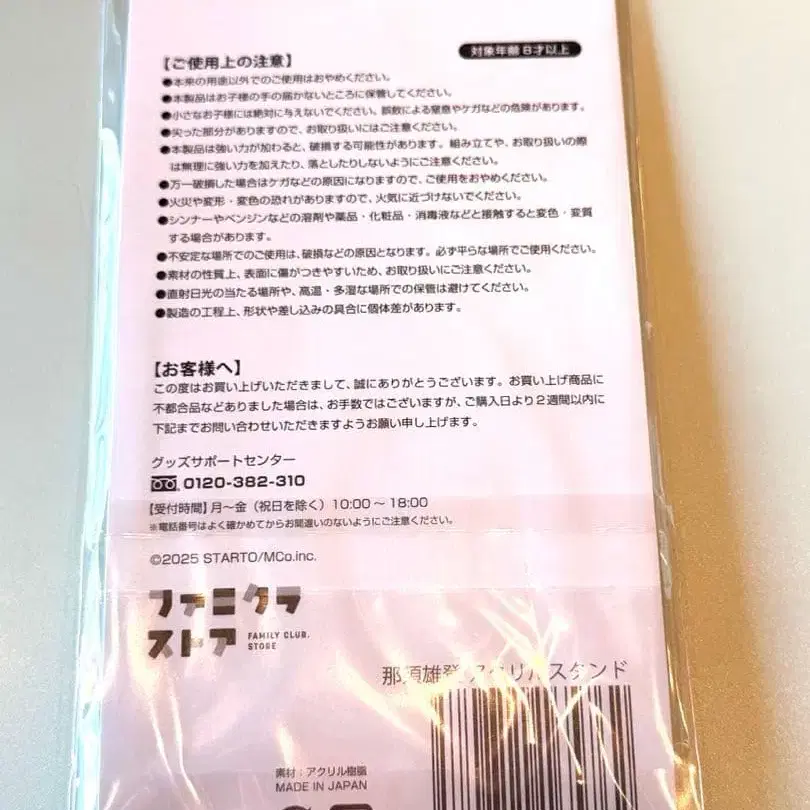 【ご使用上の注意】
対象年齢8才以上
●本来の用途以外でのご使用はおやめください。
●本製品はお子様の手の届かないところに保管してください。
●小さなお子様には絶対に与えないでください。誤飲による窒息やケガなどの危険があります。
●尖った部分がありますので、お取り扱いにはご注意ください。
●本製品は強い力が加わると、破損する可能性があります。組み立てや、お取り扱いの際
は無理に強い力を加えたり、落としたりしないようにご注意ください。
●万一破損した場合はケガなどの原因になりますので、ご使用をおやめください。
●火災や変形・変色の恐れがありますので、火気に近づけないでください。
●シンナーやベンジンなどの溶剤や薬品・化粧品・消毒液などと接触すると変色・変質
する場合があります。
●不安定な場所でのご使用は、破損などの原因となります。必ず平らな場所でご使用ください。
●素材の性質上、表面に傷がつきやすいため、お取り扱いにご注意ください。
●直射日光の当たる場所や、高温・多湿な場所での保管は避けてください。
●製造の工程上、形状や差し込みの具合に個体差があります。
【お客様へ】
この度はお買い上げいただきまして、誠にありがとうございます。お買い上げ商品に
不都合品などありました場合は、お手数ではございますが、ご購入日より2週間以内に
下記までお問い合わせいただきますようお願い申し上げます。
グッズサポートセンター
0120-382-310
【受付時間】月～金（祝日を除く）10:00～18:00
※電話番号はよく確かめてからお間違いのないようにご注意ください。
©2025 STARTO/MCo.inc.
ファミクラ
ストア
FAMILY CLUB.
STORE
那須雄登 アクリルスタンド
素材：アクリル樹脂
MADE IN JAPAN